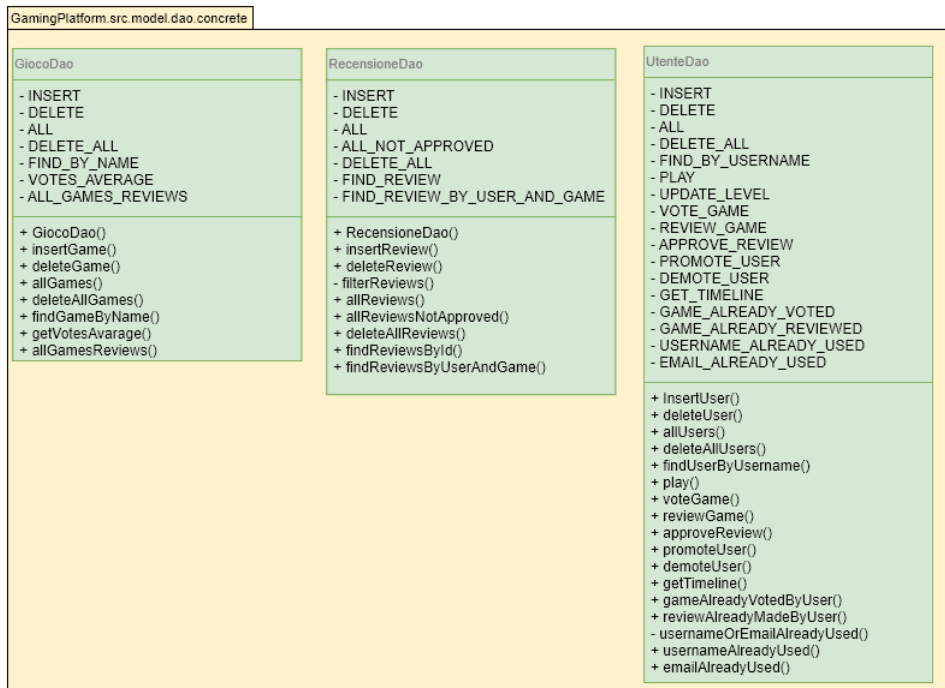 GamingPlatform.src.model.dao.concrete
GiocoDao
- INSERT
- DELETE
- ALL
- DELETE_ALL
- FIND_BY_NAME
- VOTES_AVERAGE
- ALL_GAMES_REVIEWS
+ GiocoDao()
+ insertGame()
+ deleteGame()
+ allGames()
+ deleteAllGames()
+ findGameByName()
+ getVotesAvarage()
+ allGamesReviews()
RecensioneDao
- INSERT
- DELETE
- ALL
- ALL_NOT_APPROVED
- DELETE_ALL
- FIND_REVIEW
- FIND_REVIEW_BY_USER_AND_GAME
+ RecensioneDao()
+ insertReview()
+ deleteReview()
- filterReviews()
+ allReviews()
+ allReviewsNotApproved()
+ deleteAllReviews()
+ findReviewsById()
+ findReviewsByUserAndGame()
UtenteDao
- INSERT
- DELETE
- ALL
- DELETE_ALL
- FIND_BY_USERNAME
- PLAY
- UPDATE_LEVEL
- VOTE_GAME
- REVIEW_GAME
- APPROVE_REVIEW
- PROMOTE_USER
- DEMOTE_USER
- GET_TIMELINE
- GAME_ALREADY_VOTED
- GAME_ALREADY_REVIEWED
- USERNAME_ALREADY_USED
- EMAIL_ALREADY_USED
+ InsertUser()
+ deleteUser()
+ allUsers()
+ deleteAllUsers()
+ findUserByUsername()
+ play()
+ voteGame()
+ reviewGame()
+ approveReview()
+ promoteUser()
+ demoteUser()
+ getTimeline()
+ gameAlreadyVotedByUser()
+ reviewAlreadyMadeByUser()
- usernameOrEmailAlreadyUsed()
+ usernameAlreadyUsed()
+ emailAlreadyUsed()